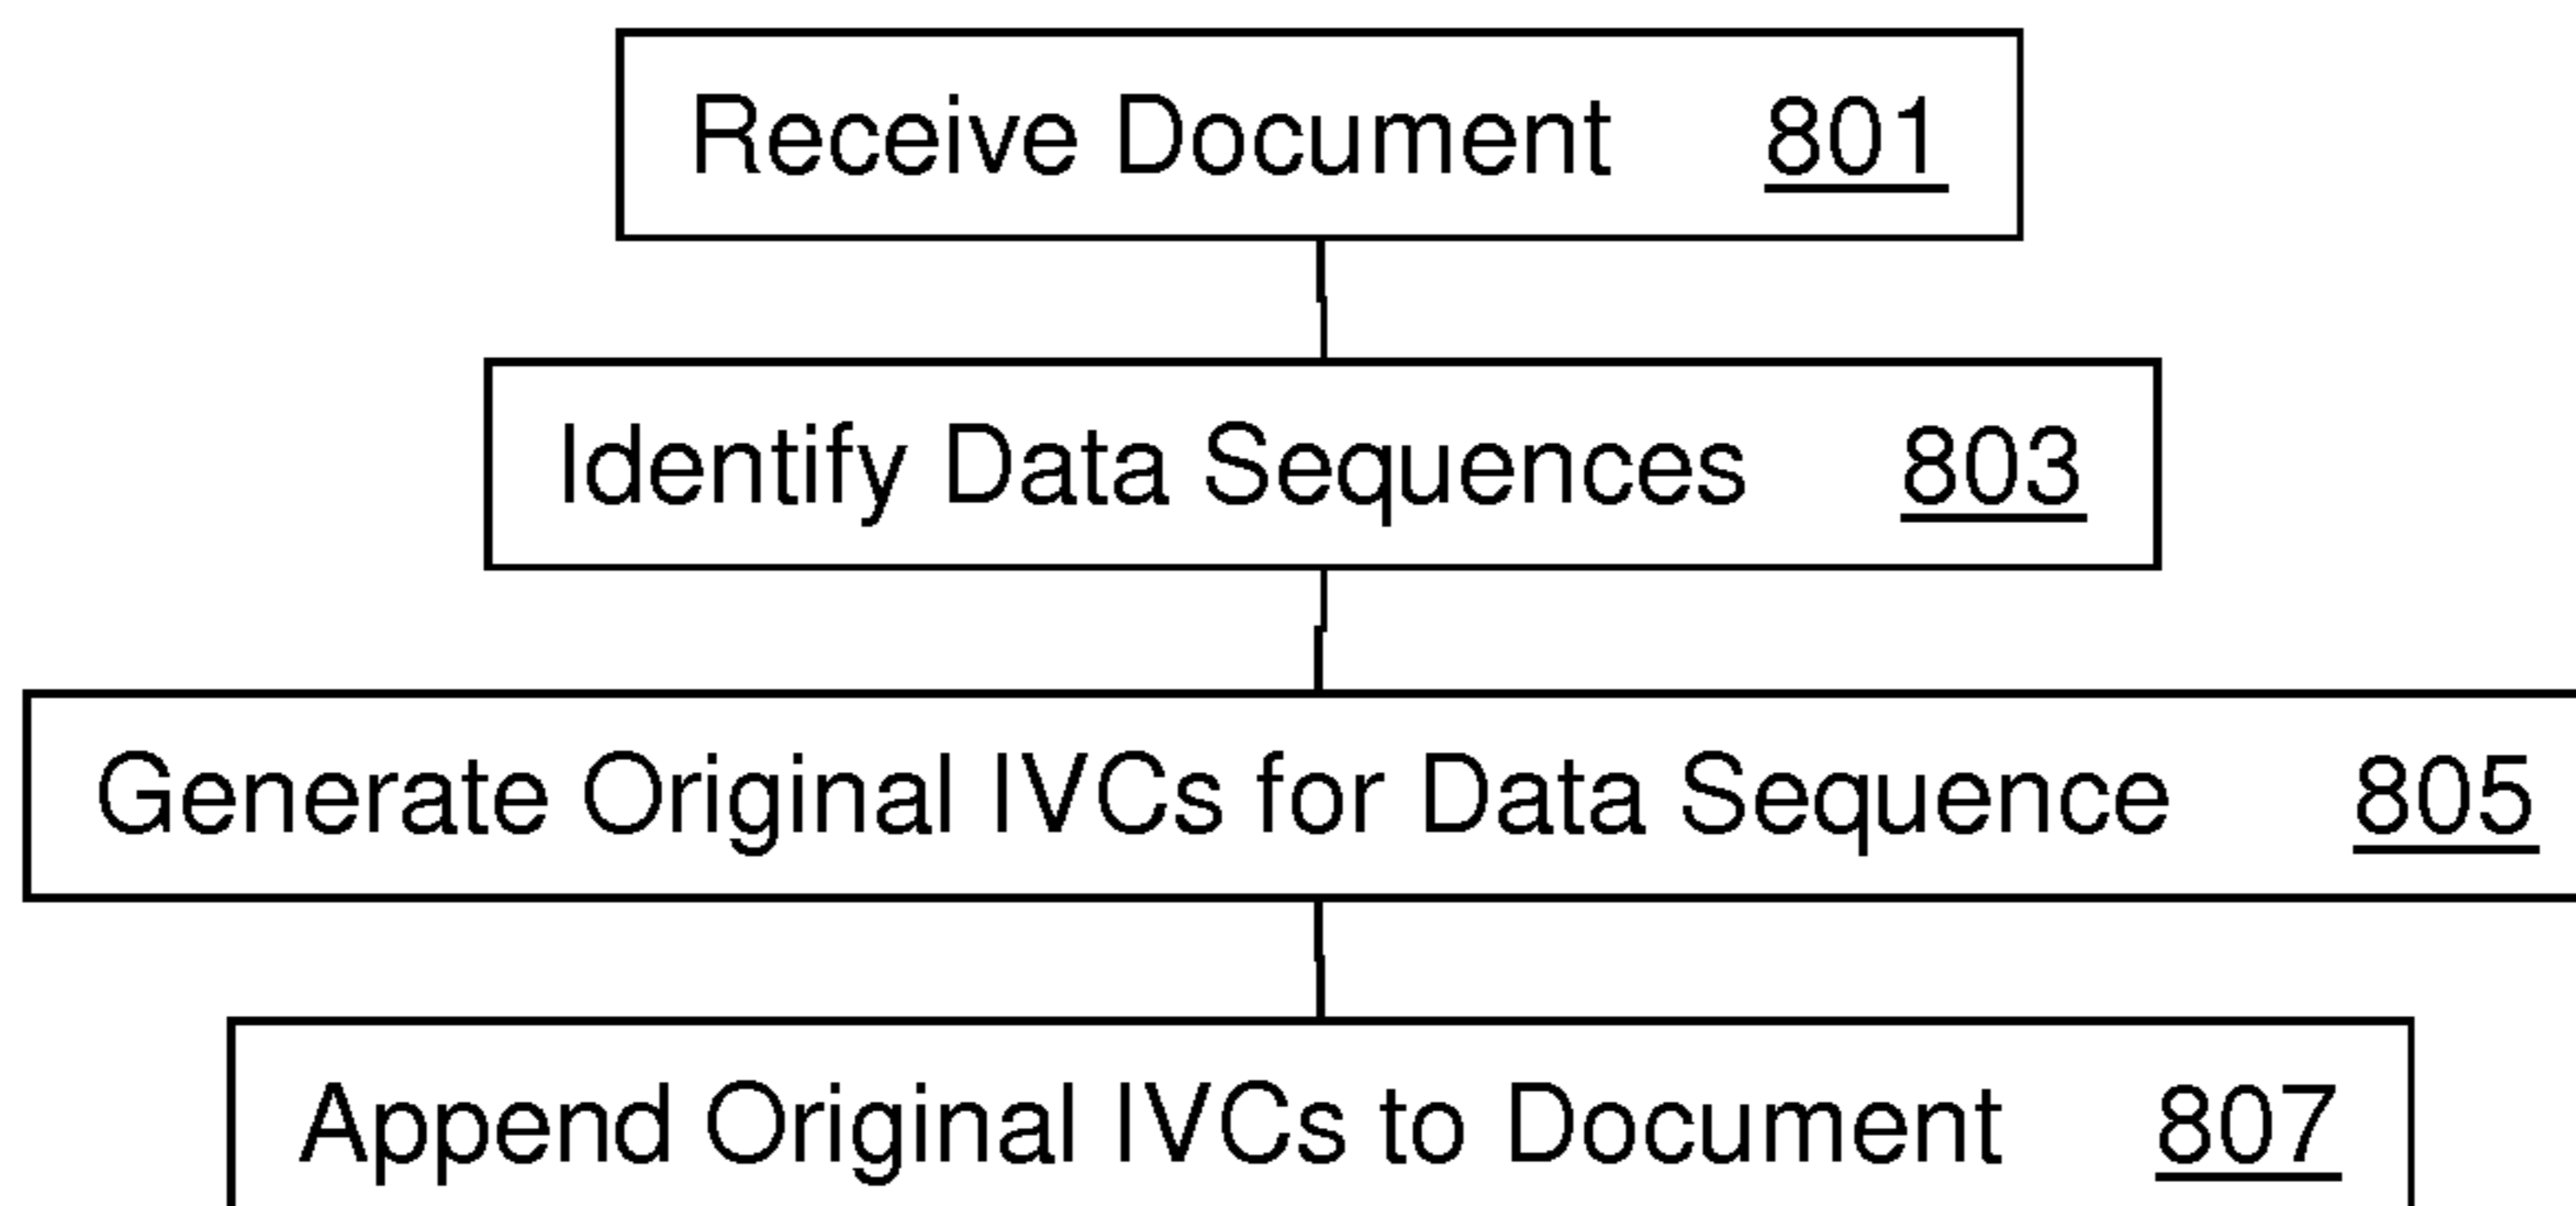 Receive Document 801
Identify Data Sequences 803
Generate Original IVCs for Data Sequence 805
Append Original IVCs to Document 807